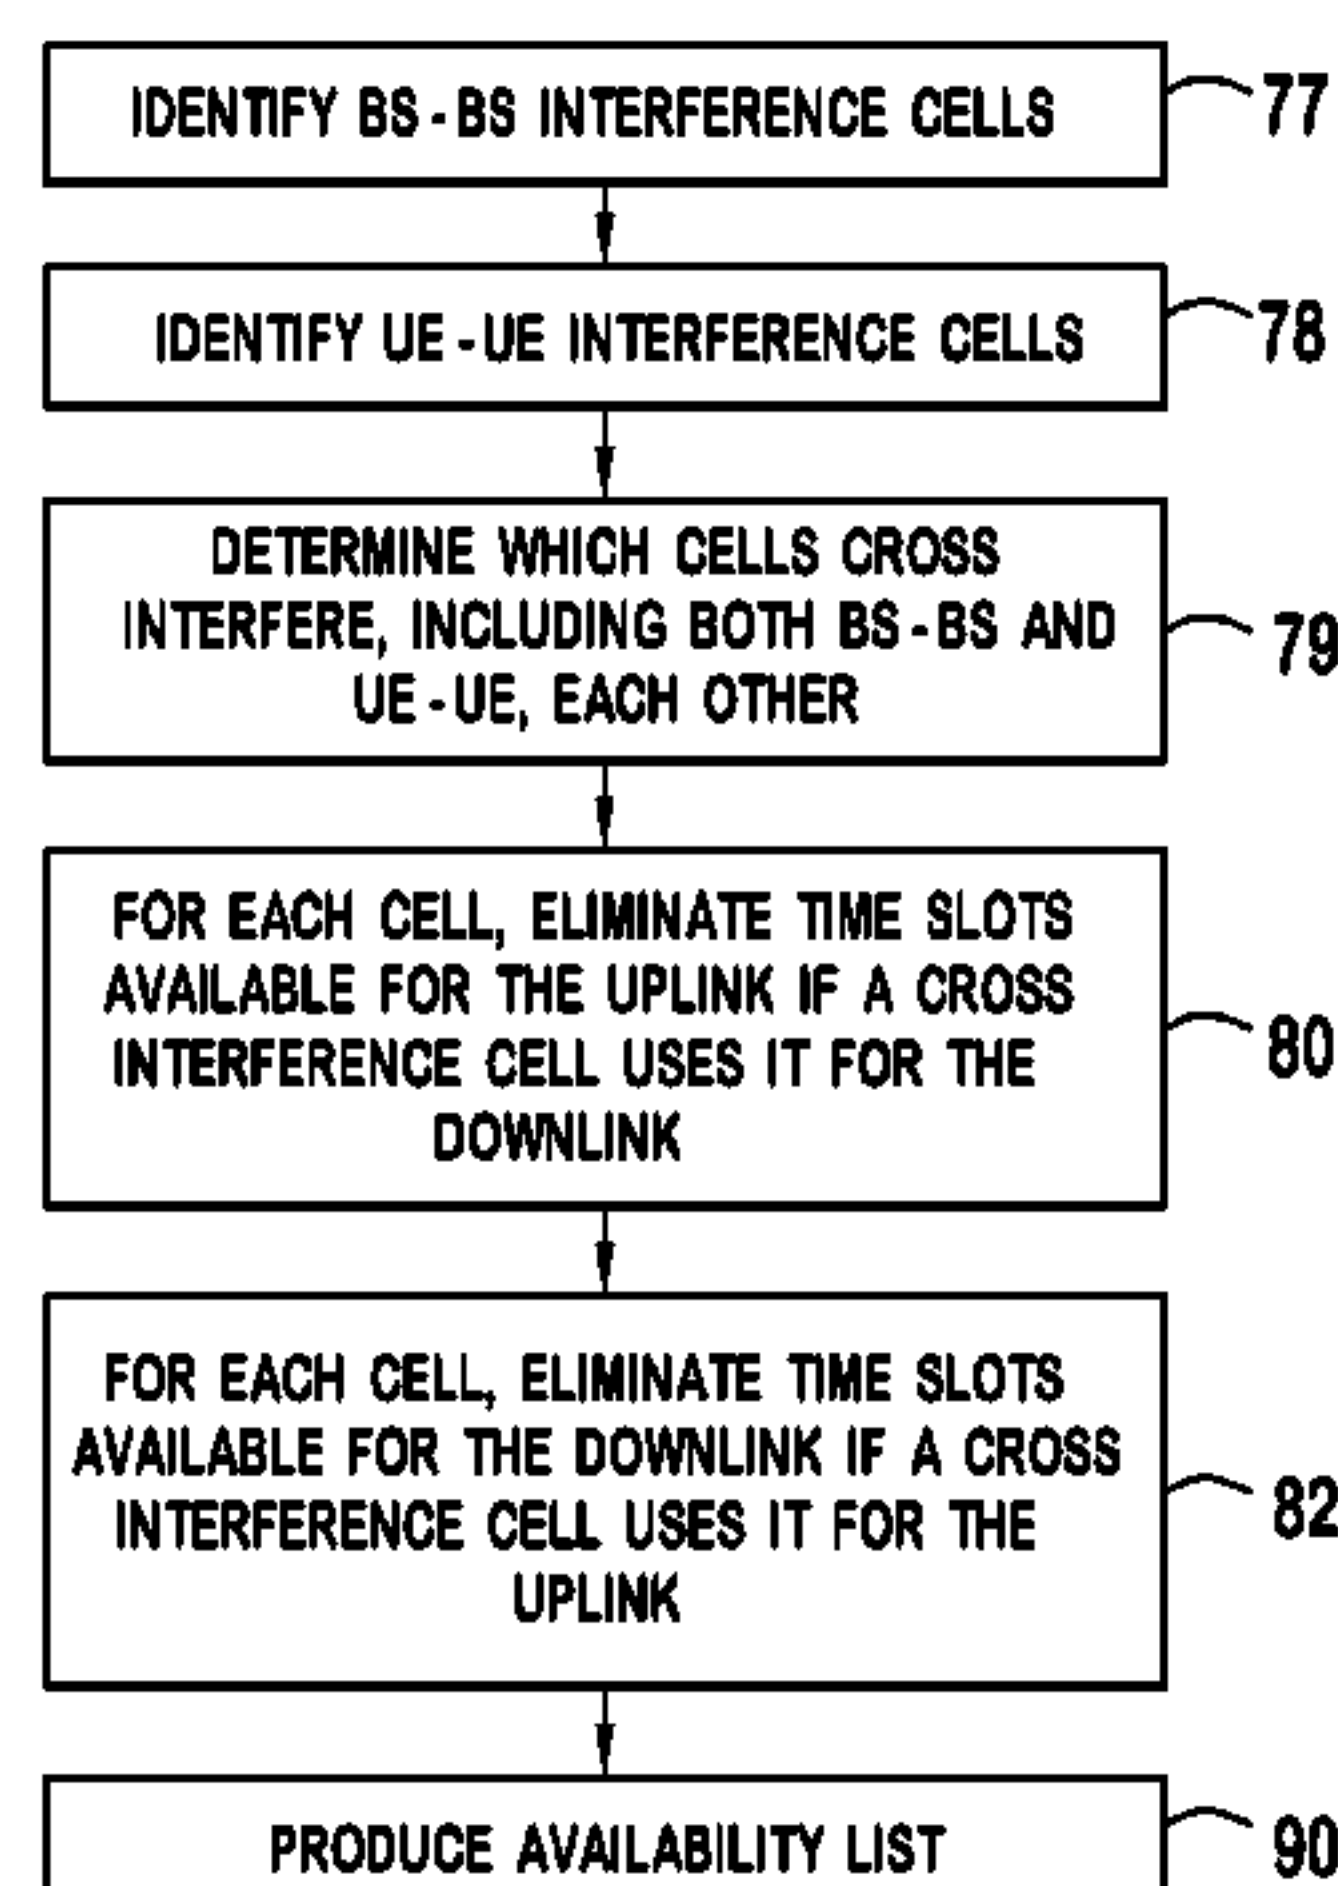 IDENTIFY BS-BS INTERFERENCE CELLS
77
IDENTIFY UE-UE INTERFERENCE CELLS
78
DETERMINE WHICH CELLS CROSS
INTERFERE, INCLUDING BOTH BS-BS AND
UE-UE, EACH OTHER
79
FOR EACH CELL, ELIMINATE TIME SLOTS
AVAILABLE FOR THE UPLINK IF A CROSS
INTERFERENCE CELL USES IT FOR THE
DOWNLINK
80
FOR EACH CELL, ELIMINATE TIME SLOTS
AVAILABLE FOR THE DOWNLINK IF A CROSS
INTERFERENCE CELL USES IT FOR THE
UPLINK
82
PRODUCE AVAILABILITY LIST
90